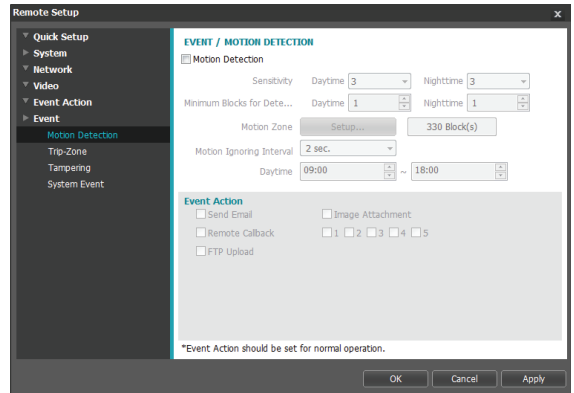 Remote Setup
x
Quick Setup
System
Network
Video
Event Action
Event
Motion Detection
Trip-Zone
Tampering
System Event
EVENT / MOTION DETECTION
Motion Detection
Sensitivity Daytime 3 Nighttime 3
Minimum Blocks for Dete... Daytime 1 Nighttime 1
Motion Zone Setup... 330 Block(s)
Motion Ignoring Interval 2 sec.
Daytime 09:00 ~ 18:00
Event Action
Send Email Image Attachment
Remote Callback 1 2 3 4 5
FTP Upload
*Event Action should be set for normal operation.
OK Cancel Apply